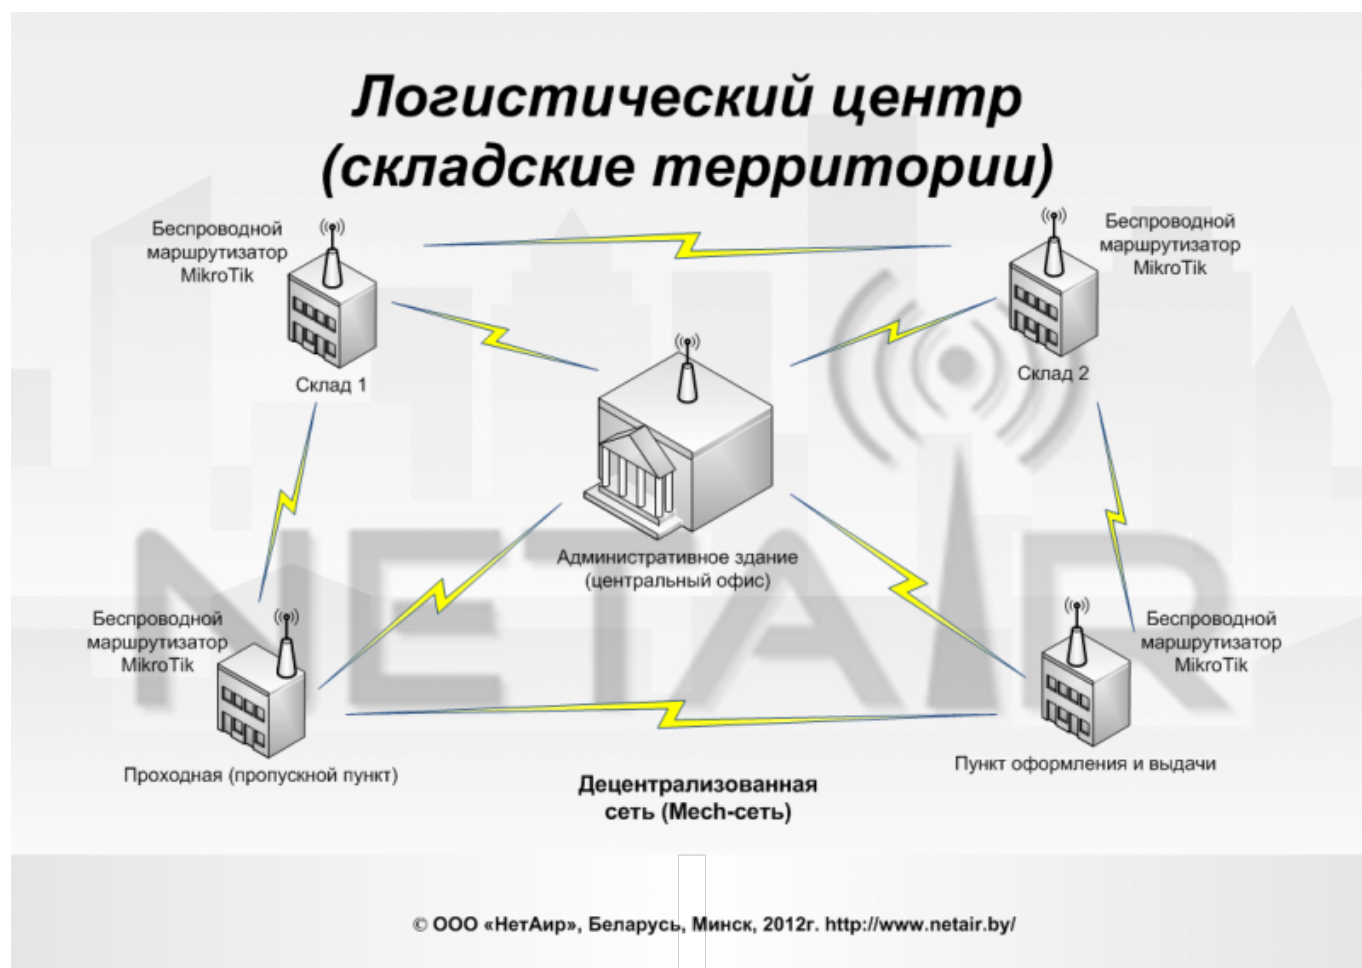 Логистический центр
(складские территории)
Беспроводной
маршрутизатор
MikroTik
Склад 1
Беспроводной
маршрутизатор
MikroTik
Склад 2
Административное здание
(центральный офис)
Беспроводной
маршрутизатор
MikroTik
Проходная (пропускной пункт)
Беспроводной
маршрутизатор
MikroTik
Пункт оформления и выдачи
NETAIR
Децентрализованная
сеть (Mech-сеть)
© ООО «НетАир», Беларусь, Минск, 2012г. http://www.netair.by/